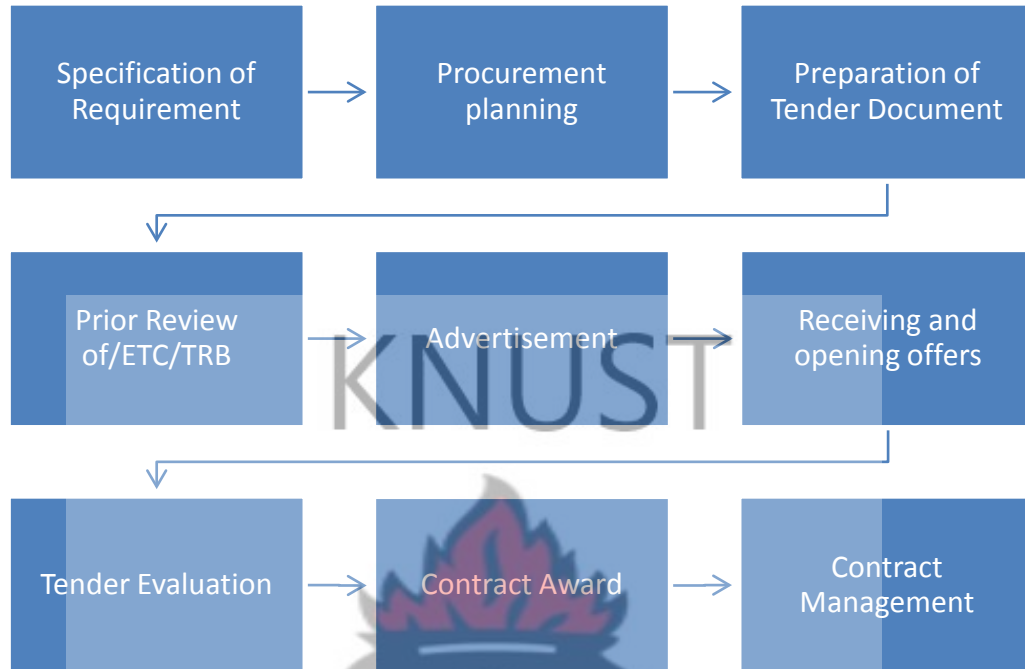 Specification of
Requirement
Procurement
planning
Preparation of
Tender Document
Prior Review
of/ETC/TRB
Advertisement
Receiving and
opening offers
KNUST
Tender Evaluation
Contract Award
Contract
Management